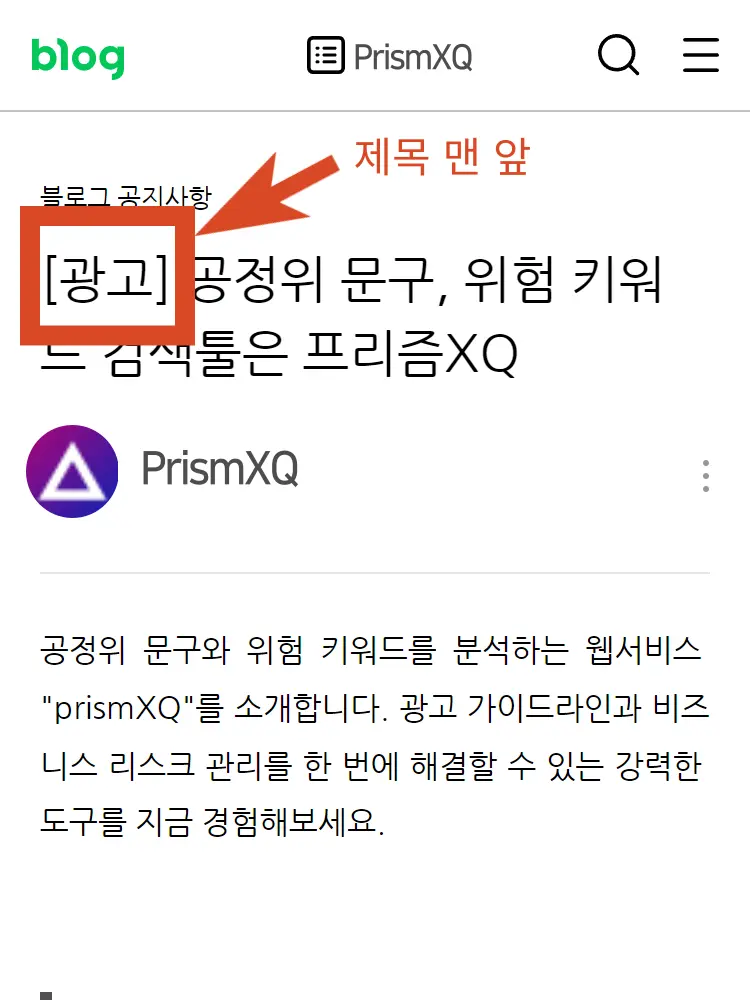 blog
PrismXQ
제목 맨 앞
블로그 공지사항
[광고] 공정위 문구, 위험 키워
드 검색툴은 프리즘XQ
PrismXQ
공정위 문구와 위험 키워드를 분석하는 웹서비스
"prismXQ"를 소개합니다. 광고 가이드라인과 비즈
니스 리스크 관리를 한 번에 해결할 수 있는 강력한
도구를 지금 경험해보세요.